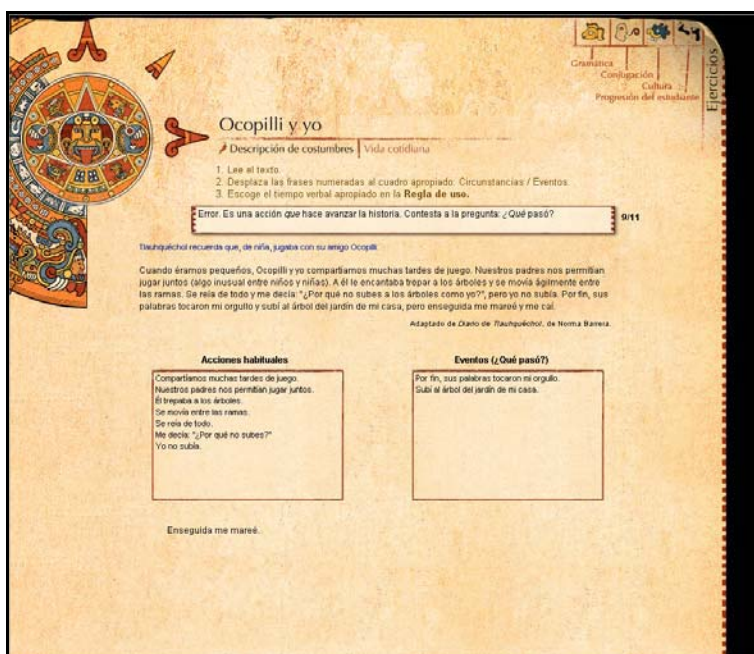 Gramática
Conjugación
Cultura
Progresión del estudiante
Ejercicios
Ocopilli y yo
Descripción de costumbres | Vida cotidiana
1. Lee el texto.
2. Desplaza las frases numeradas al cuadro apropiado: Circunstancias / Eventos.
3. Escoge el tiempo verbal apropiado en la Regla de uso.
Error. Es una acción que hace avanzar la historia. Contesta a la pregunta: ¿Qué pasó?
9/11
Tlauhquéchol recuerda que, de niña, jugaba con su amigo Ocopilli.
Cuando éramos pequeños, Ocopilli y yo compartíamos muchas tardes de juego. Nuestros padres nos permitían
jugar juntos (algo inusual entre niños y niñas). A él le encantaba trepar a los árboles y se movía ágilmente entre
las ramas. Se reía de todo y me decía: "¿Por qué no subes a los árboles como yo?", pero yo no subía. Por fin, sus
palabras tocaron mi orgullo y subí al árbol del jardín de mi casa, pero enseguida me mareé y me caí.
Adaptado de Diario de Tlauhquéchol, de Norma Barrera.
Acciones habituales
Compartíamos muchas tardes de juego.
Nuestros padres nos permitían jugar juntos.
Él trepaba a los árboles.
Se movía entre las ramas.
Se reía de todo.
Me decía: "¿Por qué no subes?"
Yo no subía.
Eventos (¿Qué pasó?)
Por fin, sus palabras tocaron mi orgullo.
Subí al árbol del jardín de mi casa.
Enseguida me mareé.